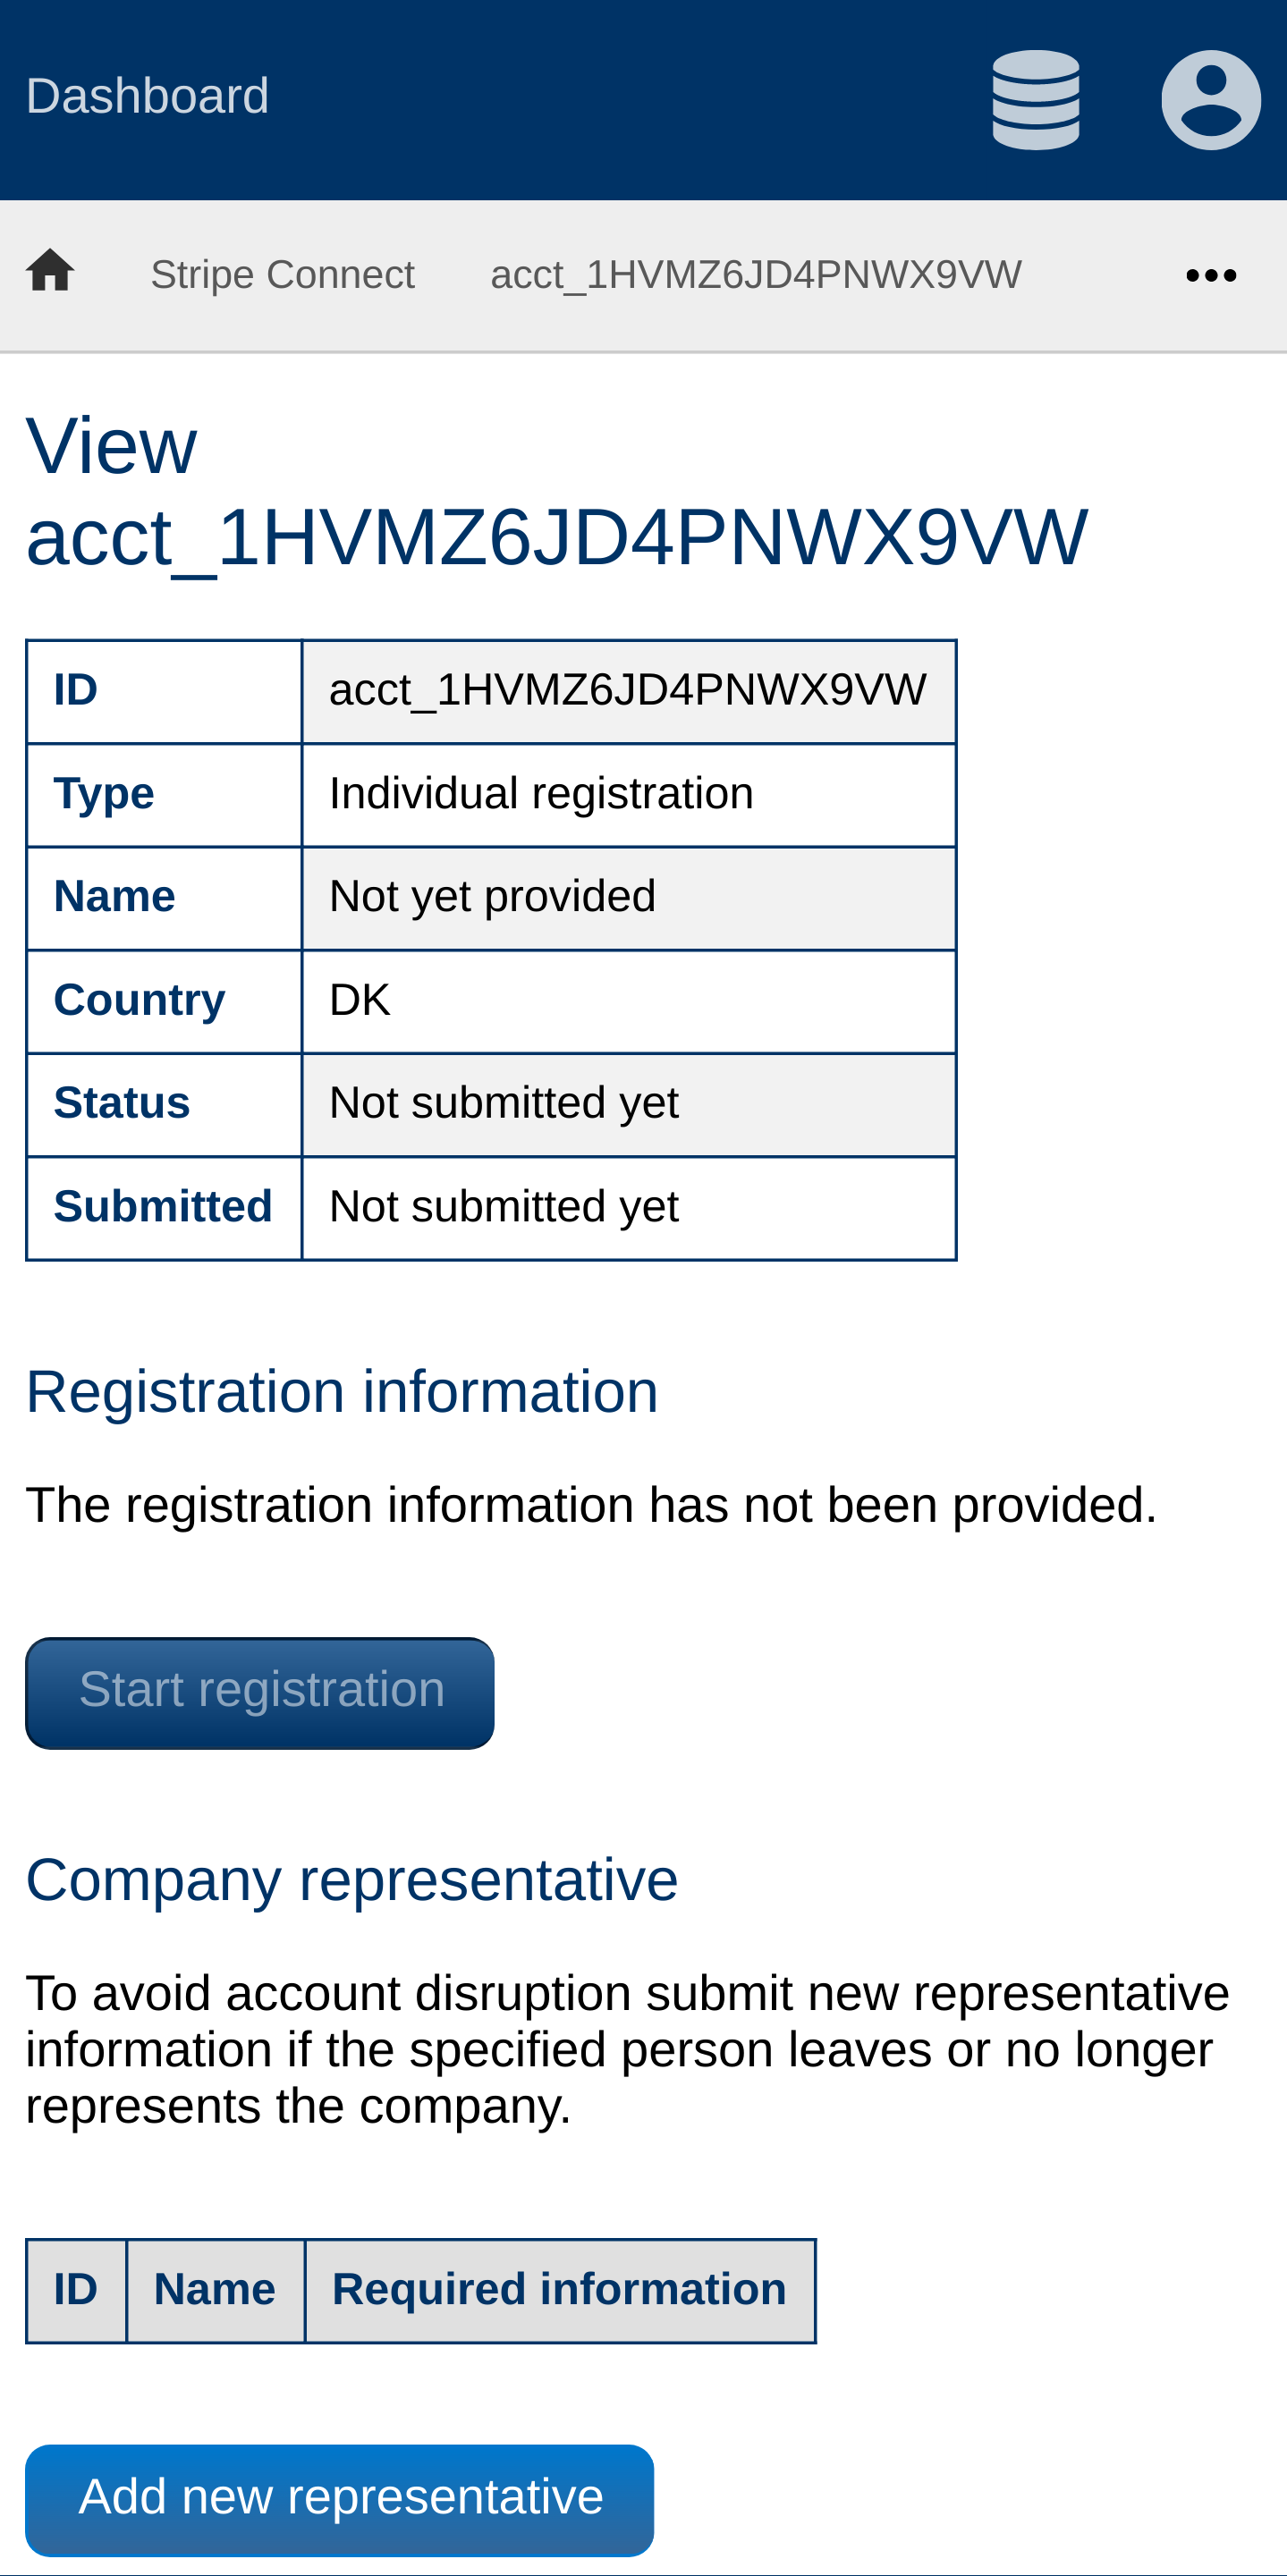 Dashboard
Stripe Connect acct_1HVMZ6JD4PNWX9VW
View
acct_1HVMZ6JD4PNWX9VW
ID acct_1HVMZ6JD4PNWX9VW
Type Individual registration
Name Not yet provided
Country DK
Status Not submitted yet
Submitted Not submitted yet
Registration information
The registration information has not been provided.
Start registration
Company representative
To avoid account disruption submit new representative
information if the specified person leaves or no longer
represents the company.
ID Name Required information
Add new representative